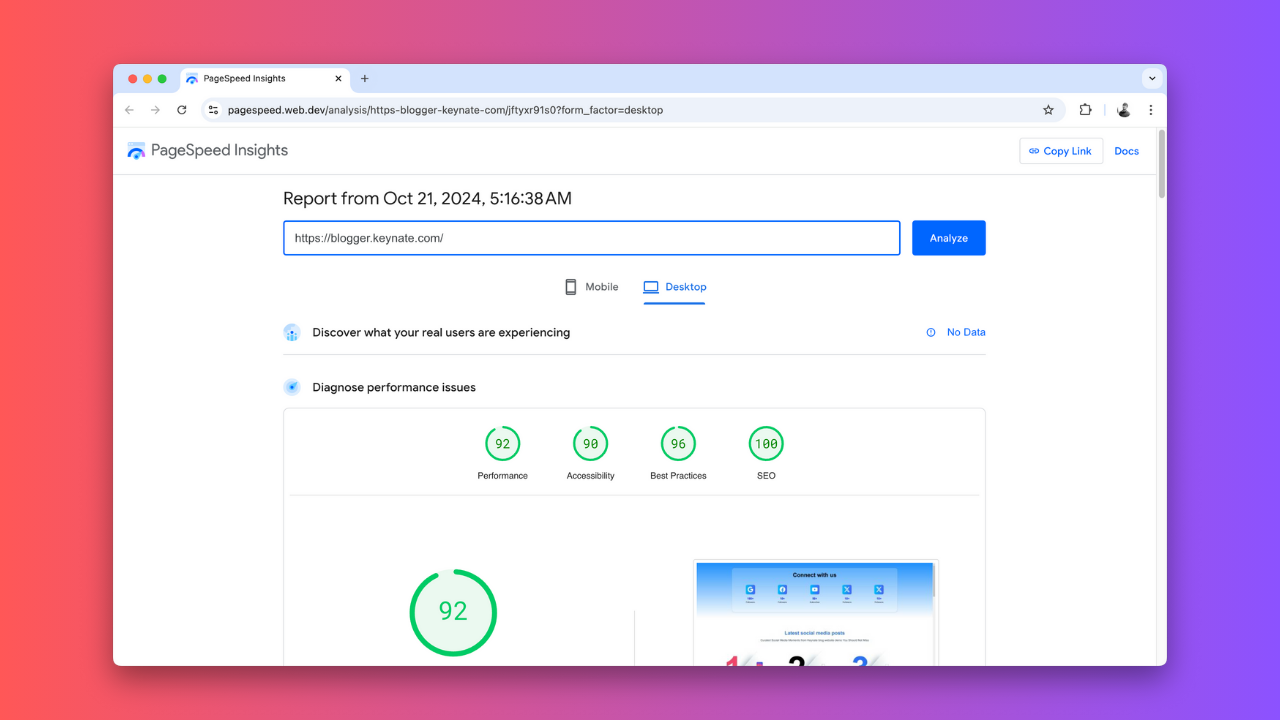 PageSpeed Insights
pagespeed.web.dev/analysis/https-blogger-keynate-com/jftyxr91s0?form_factor=desktop
PageSpeed Insights
Copy Link
Docs
Report from Oct 21, 2024, 5:16:38 AM
https://blogger.keynate.com/
Analyze
Mobile
Desktop
Discover what your real users are experiencing
No Data
Diagnose performance issues
92
90
96
100
Performance
Accessibility
Best Practices
SEO
92
Connect with us
Latest social media posts
1
2
3